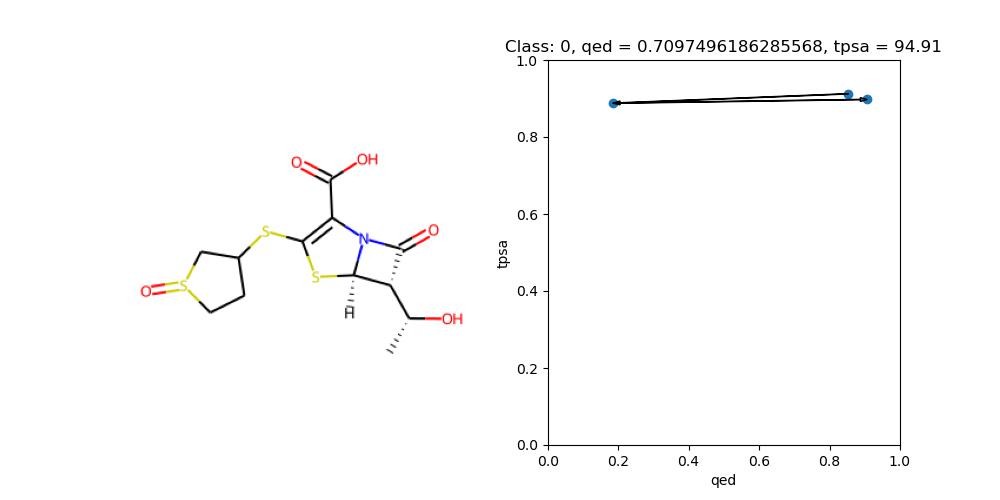 Class: 0, qed = 0.7097496186285568, tpsa = 94.91
1.0
0.8
0.6
0.4
0.2
0.0
tpsa
0.0 0.2 0.4 0.6 0.8 1.0
qed
O OH
S N O
O S S
H OH